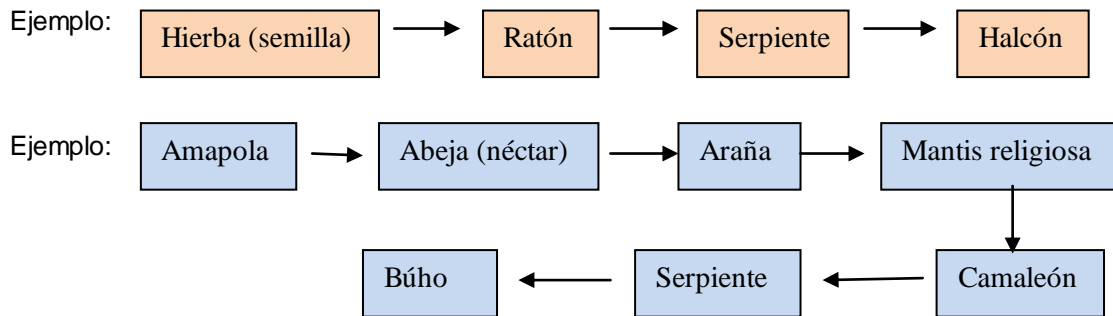 Ejemplo: Hierba (semilla) Ratón Serpiente Halcón
Ejemplo: Amapola Abeja (néctar) Araña Mantis religiosa
Búho Serpiente Camaleón